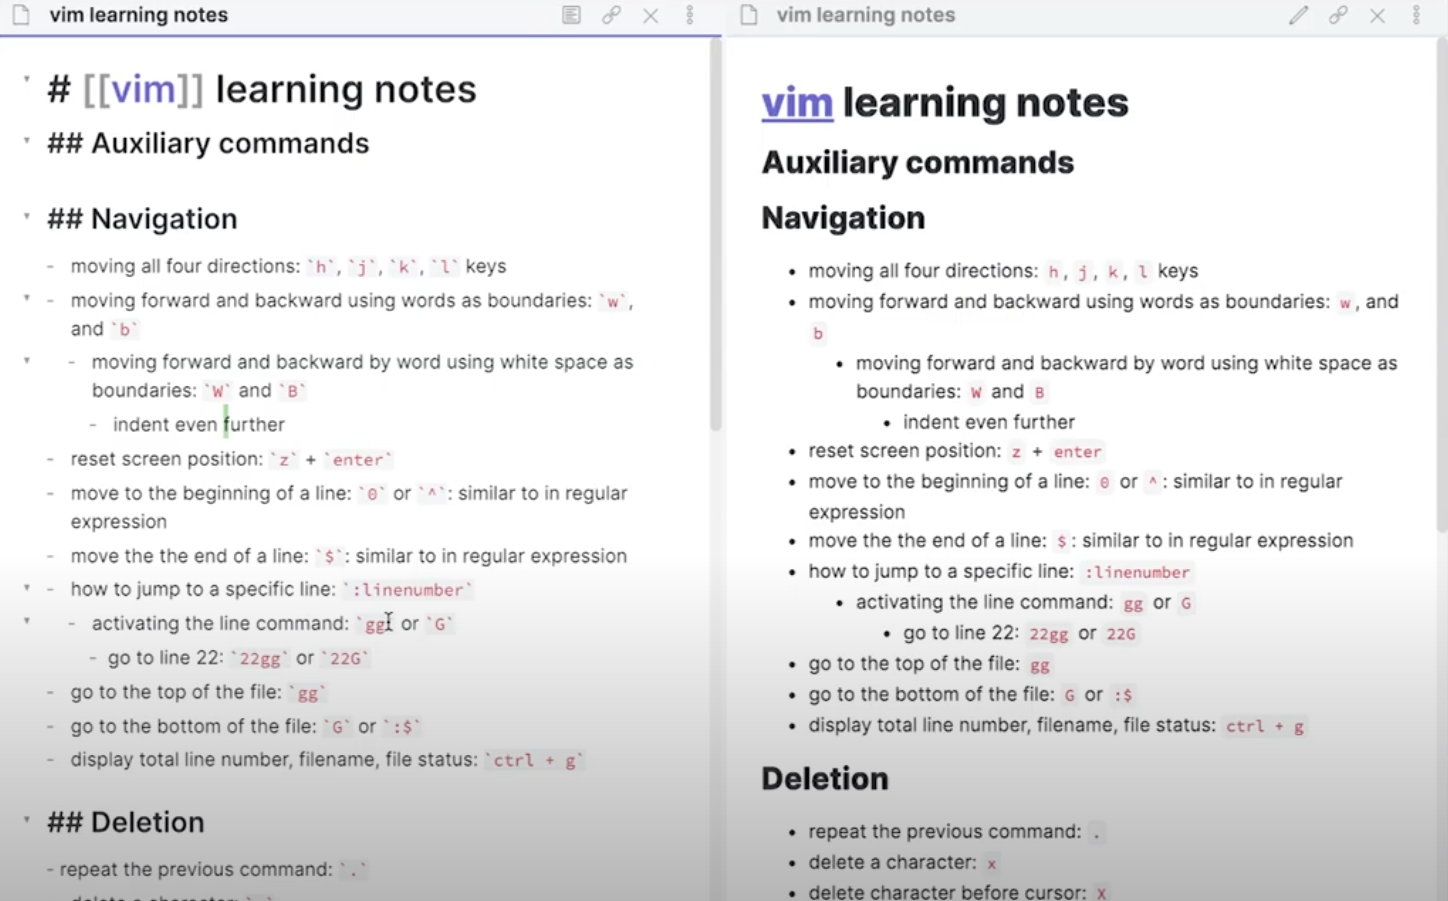 vim learning notes
# [[vim]] learning notes
## Auxiliary commands
## Navigation
- moving all four directions: `h`, `j`, `k`, `l` keys
- moving forward and backward using words as boundaries: `w`,
and `b`
- moving forward and backward by word using white space as
boundaries: `W` and `B`
- indent even further
- reset screen position: `z` + `enter`
- move to the beginning of a line: `0` or `^`: similar to in regular
expression
- move the the end of a line: `$`: similar to in regular expression
- how to jump to a specific line: `:linenumber`
- activating the line command: `gg` or `G`
- go to line 22: `22gg` or `22G`
- go to the top of the file: `gg`
- go to the bottom of the file: `G` or `:$`
- display total line number, filename, file status: `ctrl + g`
## Deletion
- repeat the previous command: `.`
vim learning notes
vim learning notes
Auxiliary commands
Navigation
• moving all four directions: h, j, k, l keys
• moving forward and backward using words as boundaries: w, and
b
• moving forward and backward by word using white space as
boundaries: W and B
• indent even further
• reset screen position: z + enter
• move to the beginning of a line: 0 or ^: similar to in regular
expression
• move the the end of a line: $: similar to in regular expression
• how to jump to a specific line: :linenumber
• activating the line command: gg or G
• go to line 22: 22gg or 22G
• go to the top of the file: gg
• go to the bottom of the file: G or :$
• display total line number, filename, file status: ctrl + g
Deletion
• repeat the previous command: .
• delete a character: x
• delete character before cursor: X